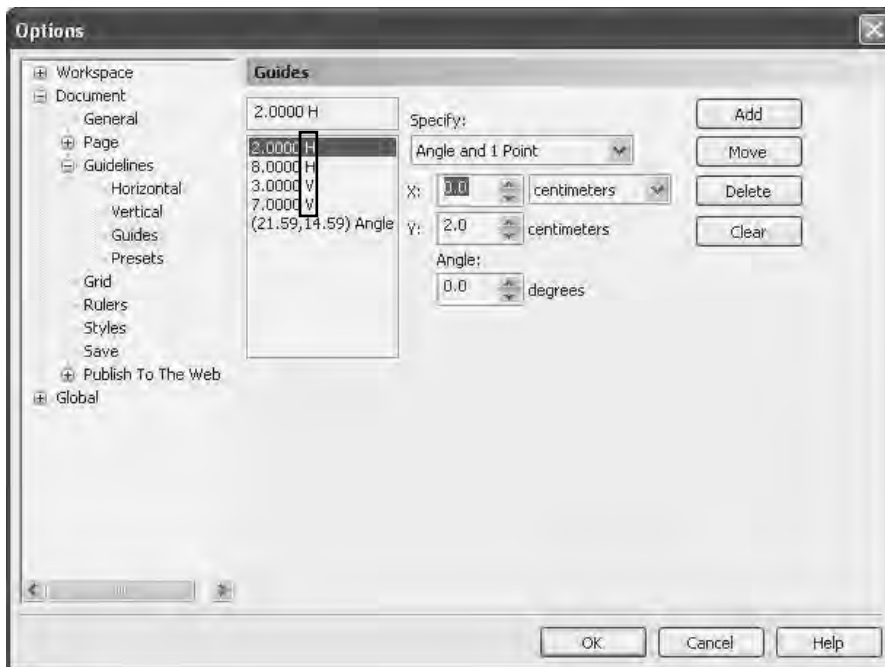 Options
Workspace
Document
General
Page
Guidelines
Horizontal
Vertical
Guides
Presets
Grid
Rulers
Styles
Save
Publish To The Web
Global
Guides
2.0000 H
2.0000 H
8.0000 H
3.0000 V
7.0000 V
(21.59,14.59) Angle
Specify:
Angle and 1 Point
X: 0.0 centimeters
Y: 2.0 centimeters
Angle:
0.0 degrees
Add
Move
Delete
Clear
OK Cancel Help